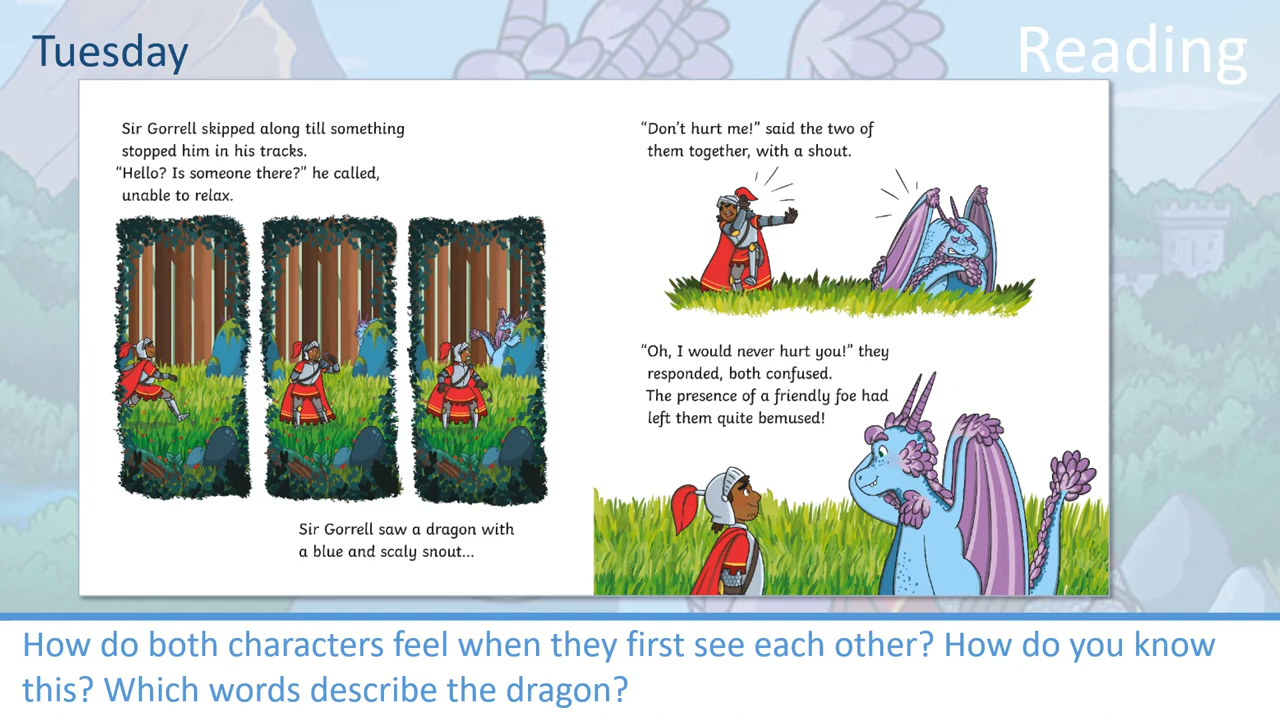 Tuesday
Reading
Sir Gorrell skipped along till something
stopped him in his tracks.
“Hello? Is someone there?” he called,
unable to relax.
Sir Gorrell saw a dragon with
a blue and scaly snout...
“Don’t hurt me!” said the two of
them together, with a shout.
“Oh, I would never hurt you!” they
responded, both confused.
The presence of a friendly foe had
left them quite bemused!
How do both characters feel when they first see each other? How do you know
this? Which words describe the dragon?